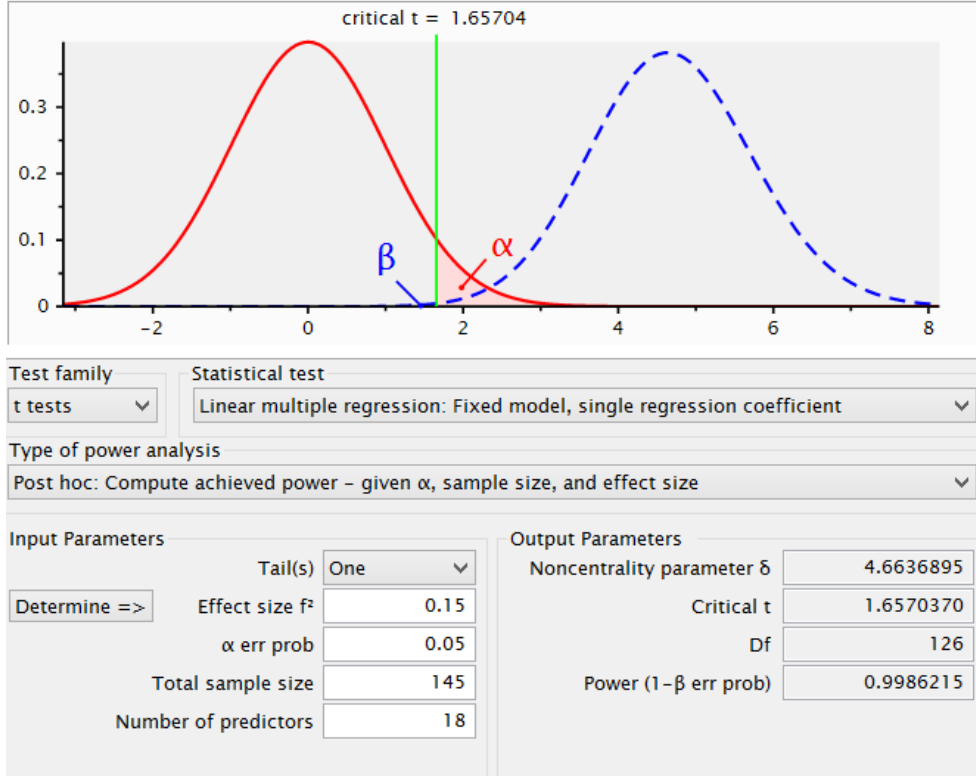 critical t = 1.65704
0.3
0.2
0.1
0
β
α
-2
0
2
4
6
8
Test family
Statistical test
t tests
Linear multiple regression: Fixed model, single regression coefficient
Type of power analysis
Post hoc: Compute achieved power – given α, sample size, and effect size
Input Parameters
Tail(s) One
Determine => Effect size f² 0.15
α err prob 0.05
Total sample size 145
Number of predictors 18
Output Parameters
Noncentrality parameter δ 4.6636895
Critical t 1.6570370
Df 126
Power (1-β err prob) 0.9986215